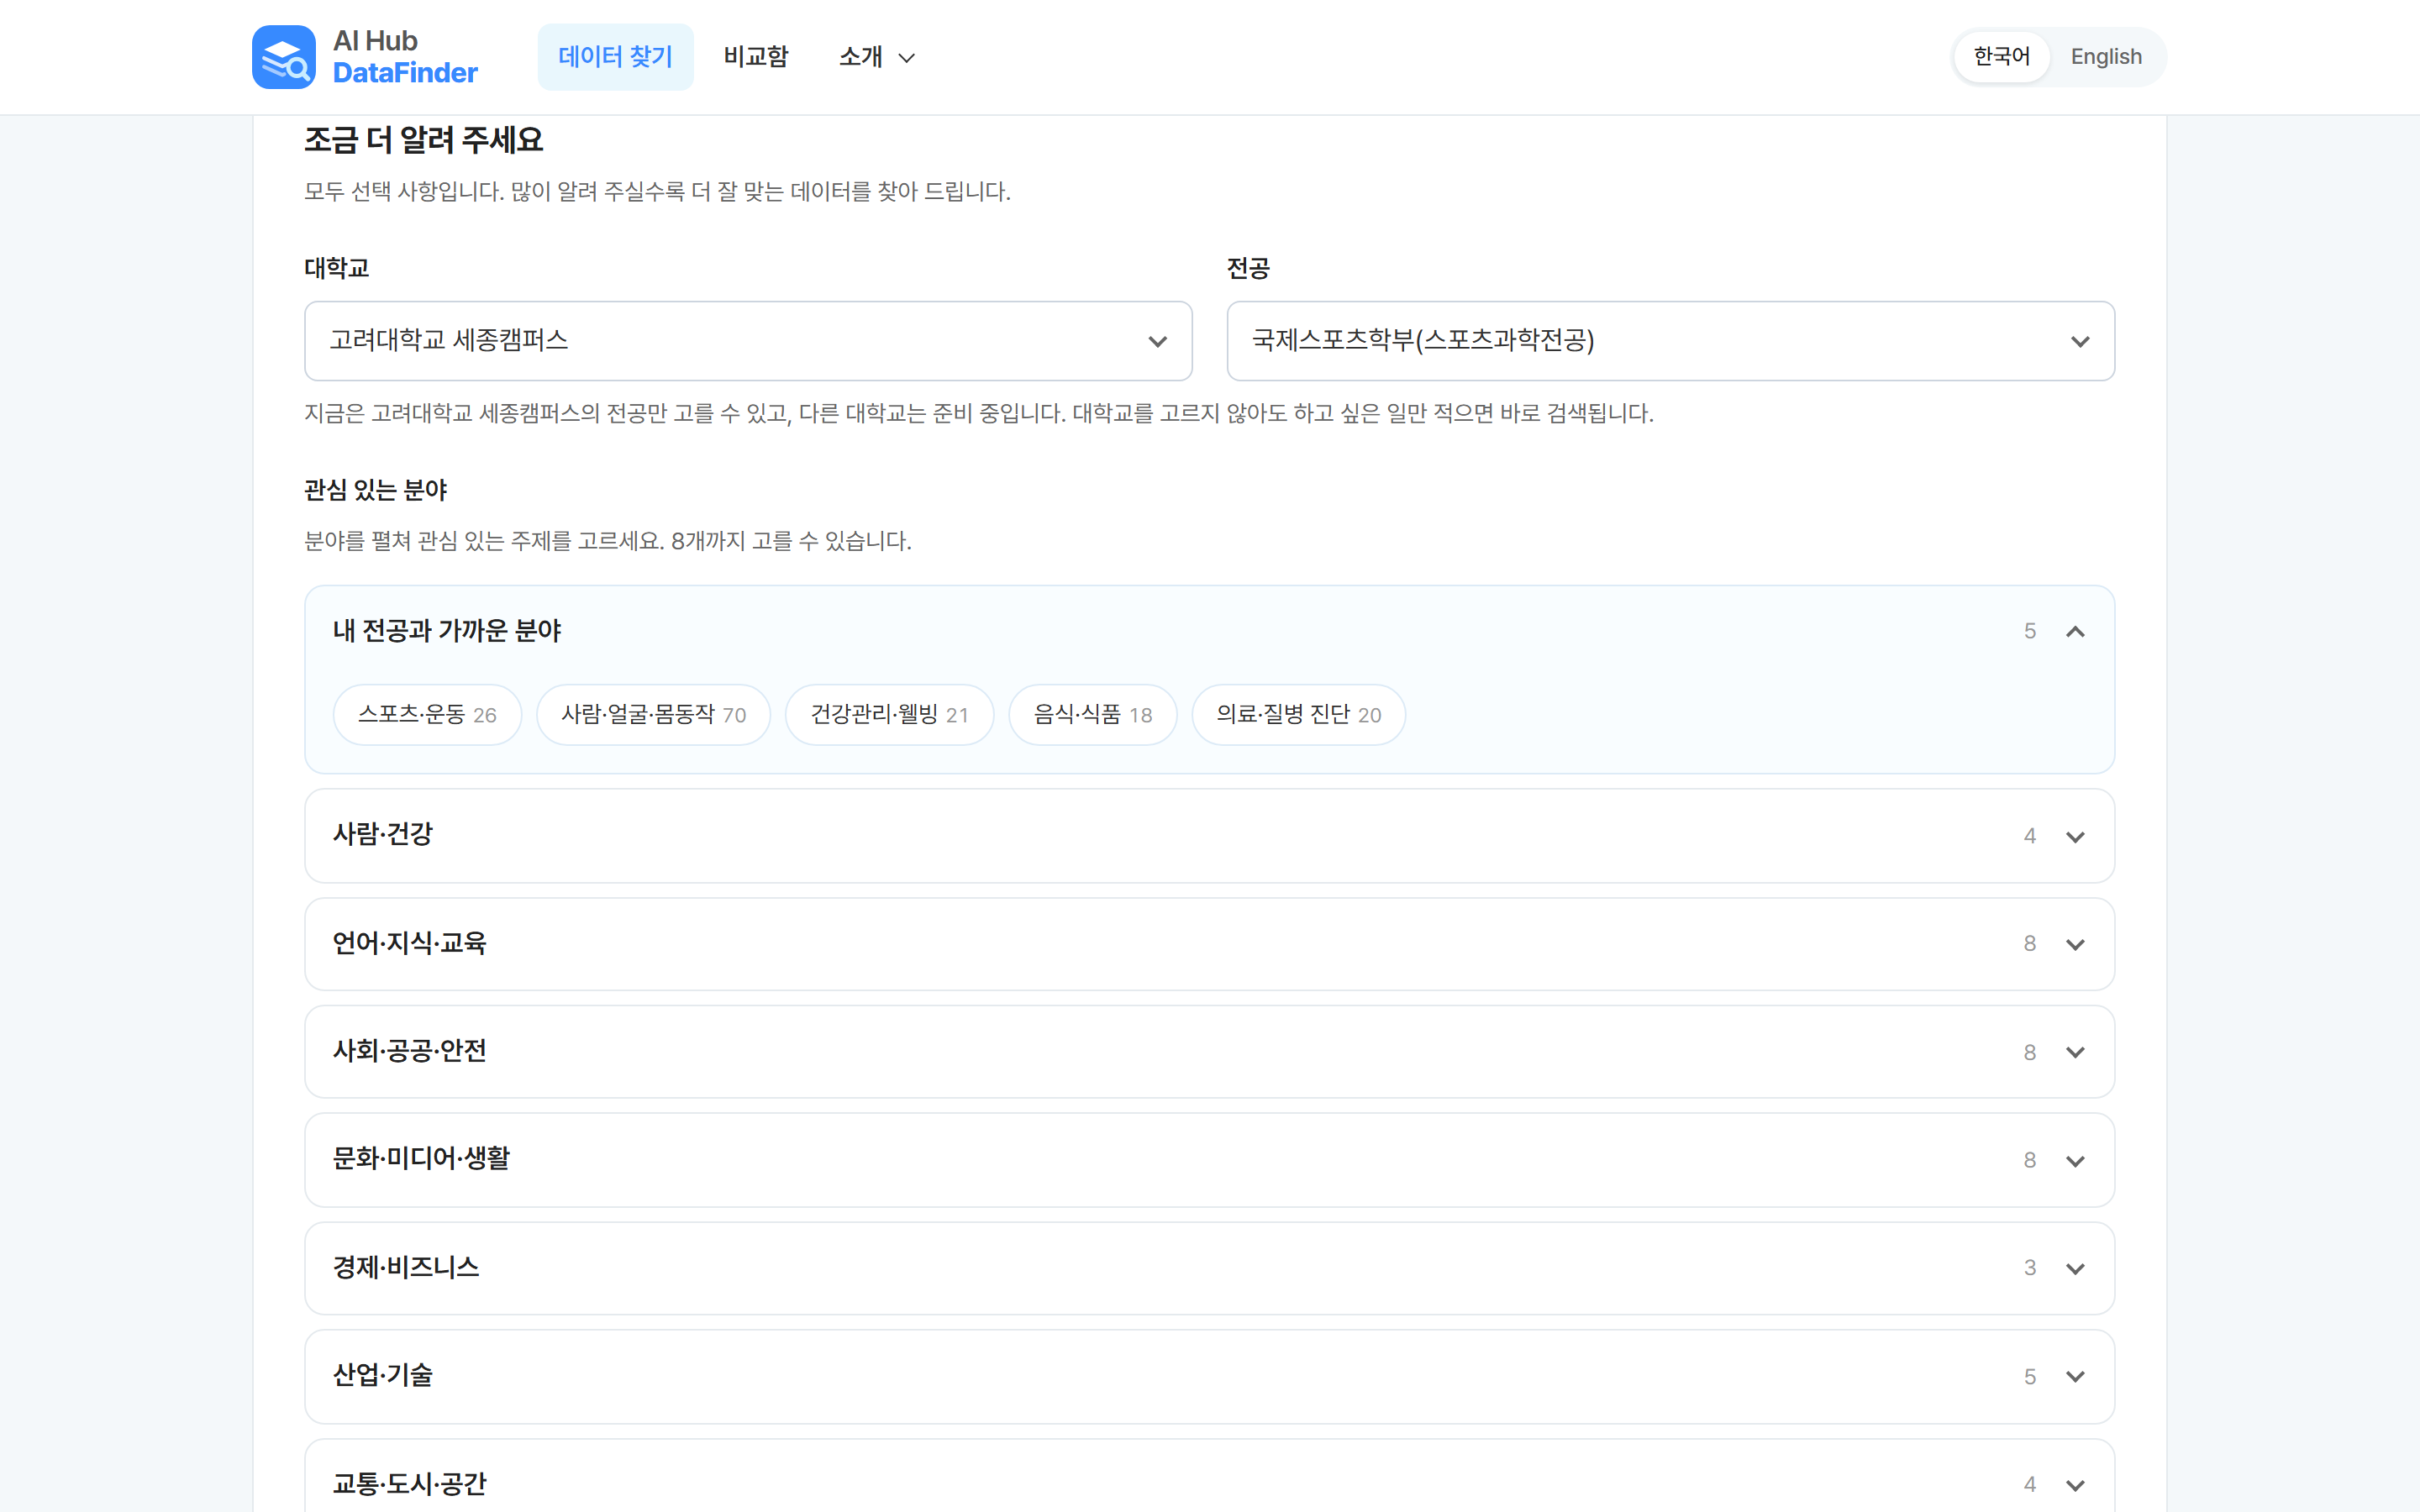 AI Hub
DataFinder
데이터 찾기
비교함
소개
한국어
English
조금 더 알려 주세요
모두 선택 사항입니다. 많이 알려 주실수록 더 잘 맞는 데이터를 찾아 드립니다.
대학교
전공
고려대학교 세종캠퍼스
국제스포츠학부(스포츠과학전공)
지금은 고려대학교 세종캠퍼스의 전공만 고를 수 있고, 다른 대학교는 준비 중입니다. 대학교를 고르지 않아도 하고 싶은 일만 적으면 바로 검색됩니다.
관심 있는 분야
분야를 펼쳐 관심 있는 주제를 고르세요. 8개까지 고를 수 있습니다.
내 전공과 가까운 분야 5
스포츠·운동 26
사람·얼굴·몸동작 70
건강관리·웰빙 21
음식·식품 18
의료·질병 진단 20
사람·건강 4
언어·지식·교육 8
사회·공공·안전 8
문화·미디어·생활 8
경제·비즈니스 3
산업·기술 5
교통·도시·공간 4